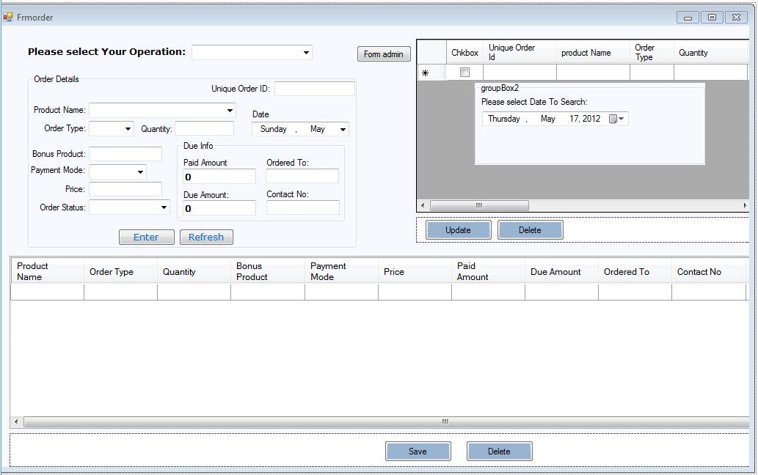 Frmorder
Please select Your Operation:
Form admin
Order Details
Unique Order ID:
Product Name:
Date
Order Type:
Quantity:
Sunday , May
Bonus Product:
Due Info
Payment Mode:
Paid Amount
Ordered To:
0
Price:
Due Amount:
Contact No:
Order Status:
0
Enter
Refresh
Chkbox
Unique Order
Id
product Name
Order
Type
Quantity
groupBox2
Please select Date To Search:
Thursday , May 17, 2012
Update
Delete
Product
Name
Order Type
Quantity
Bonus
Product
Payment
Mode
Price
Paid
Amount
Due Amount
Ordered To
Contact No
Save
Delete